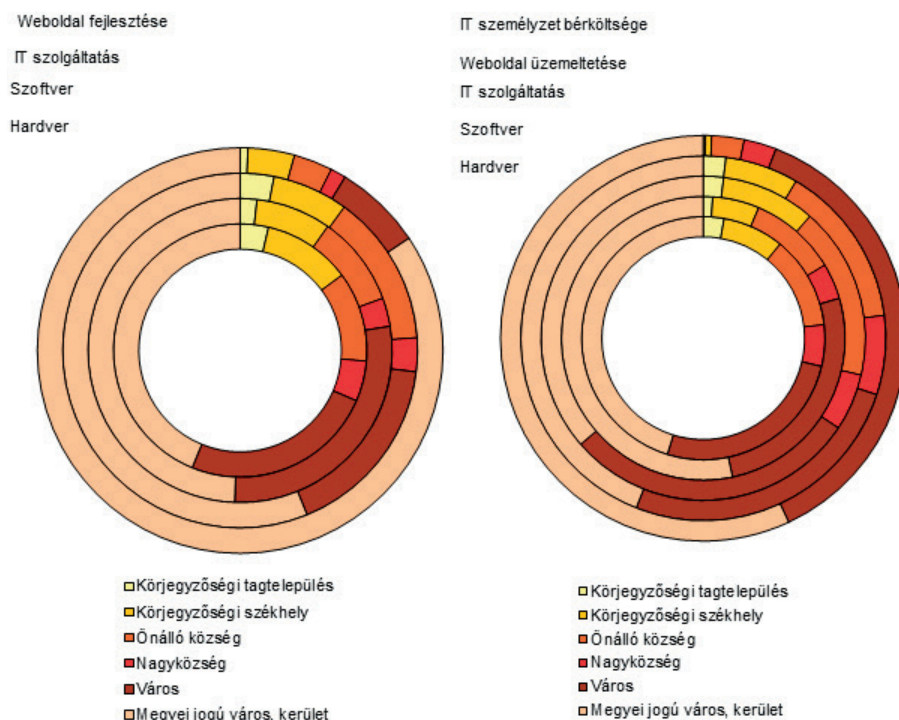 Weboldal fejlesztése
IT szolgáltatás
Szoftver
Hardver
IT személyzet bérköltsége
Weboldal üzemeltetése
IT szolgáltatás
Szoftver
Hardver
Körjegyzőségi tagtelepülés
Körjegyzőségi székhely
Önálló község
Nagyközség
Város
Megyei jogú város, kerület
Körjegyzőségi tagtelepülés
Körjegyzőségi székhely
Önálló község
Nagyközség
Város
Megyei jogú város, kerület